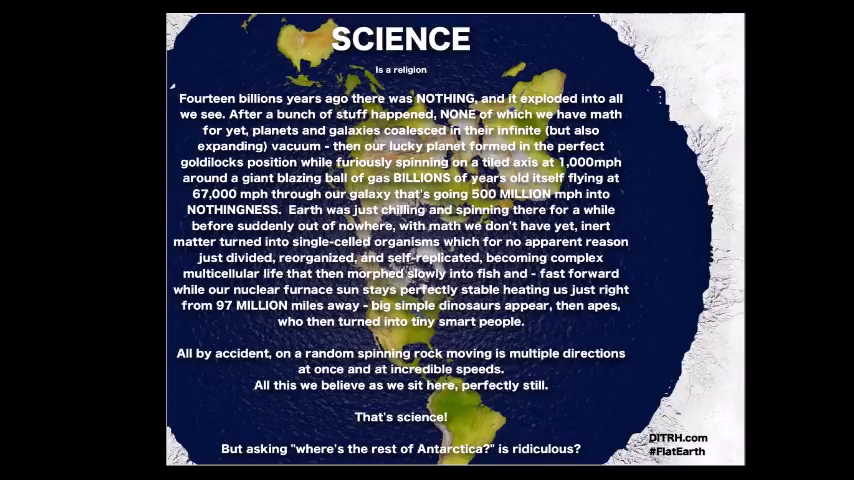 SCIENCE
Is a religion
Fourteen billions years ago there was NOTHING, and it exploded into all
we see. After a bunch of stuff happened, NONE of which we have math
for yet, planets and galaxies coalesced in their infinite (but also
expanding) vacuum - then our lucky planet formed in the perfect
goldilocks position while furiously spinning on a tiled axis at 1,000mph
around a giant blazing ball of gas BILLIONS of years old itself flying at
67,000 mph through our galaxy that's going 500 MILLION mph into
NOTHINGNESS. Earth was just chilling and spinning there for a while
before suddenly out of nowhere, with math we don't have yet, inert
matter turned into single-celled organisms which for no apparent reason
just divided, reorganized, and self-replicated, becoming complex
multicellular life that then morphed slowly into fish and - fast forward
while our nuclear furnace sun stays perfectly stable heating us just right
from 97 MILLION miles away - big simple dinosaurs appear, then apes,
who then turned into tiny smart people.
All by accident, on a random spinning rock moving is multiple directions
at once and at incredible speeds.
All this we believe as we sit here, perfectly still.
That's science!
But asking "where's the rest of Antarctica?" is ridiculous?
DITRH.com
#FlatEarth